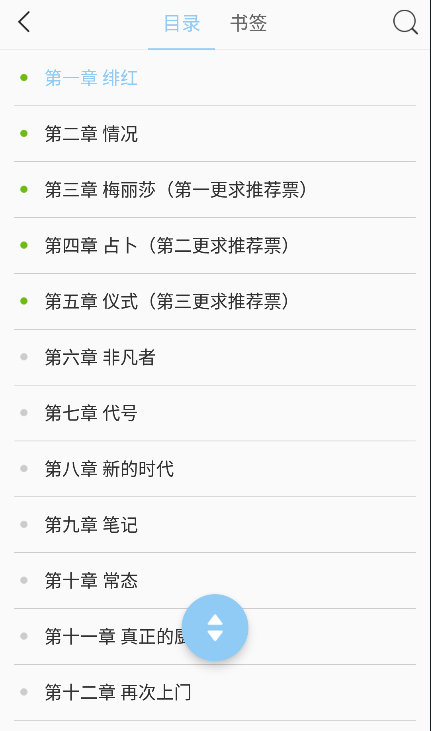 目录 书签
第一章 绯红
第二章 情况
第三章 梅丽莎（第一更求推荐票）
第四章 占卜（第二更求推荐票）
第五章 仪式（第三更求推荐票）
第六章 非凡者
第七章 代号
第八章 新的时代
第九章 笔记
第十章 常态
第十一章 真正的
第十二章 再次上门